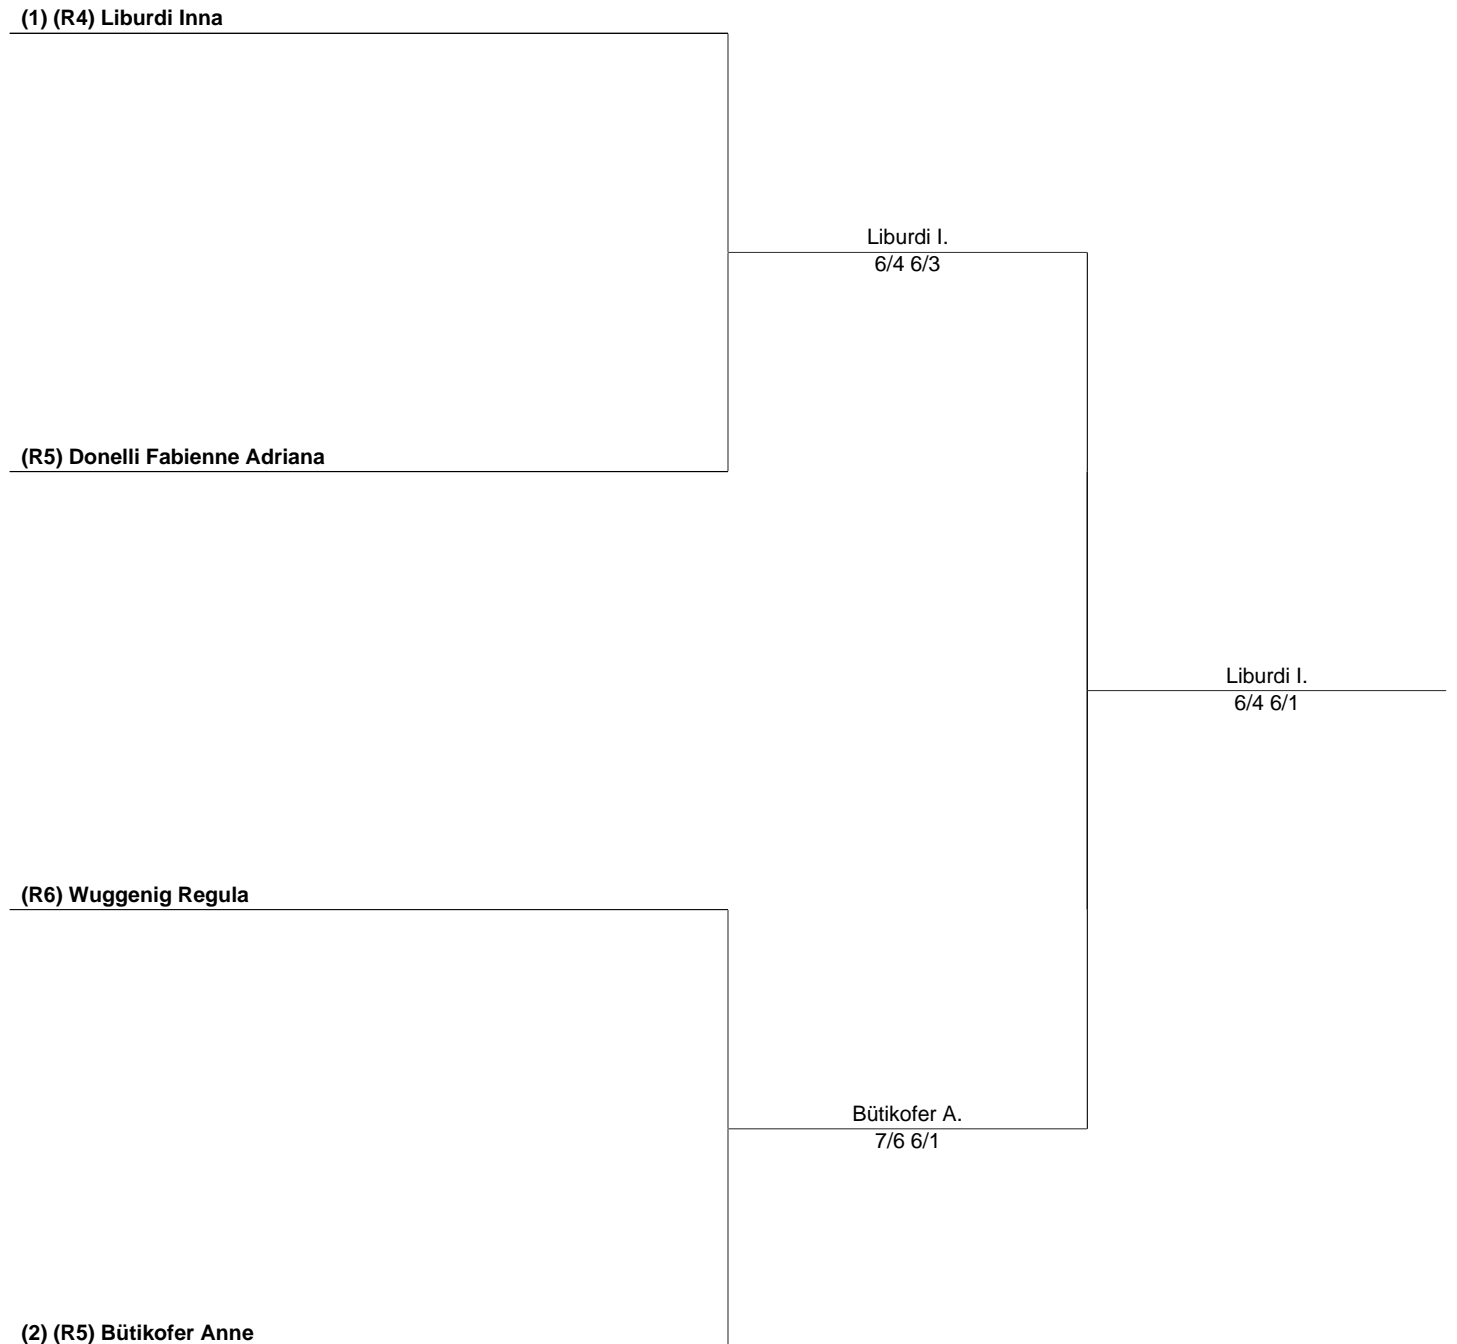 (1) (R4) Liburdi Inna
Liburdi I.
6/4 6/3
(R5) Donelli Fabienne Adriana
Liburdi I.
6/4 6/1
(R6) Wuggenig Regula
Bütikofer A.
7/6 6/1
(2) (R5) Bütikofer Anne